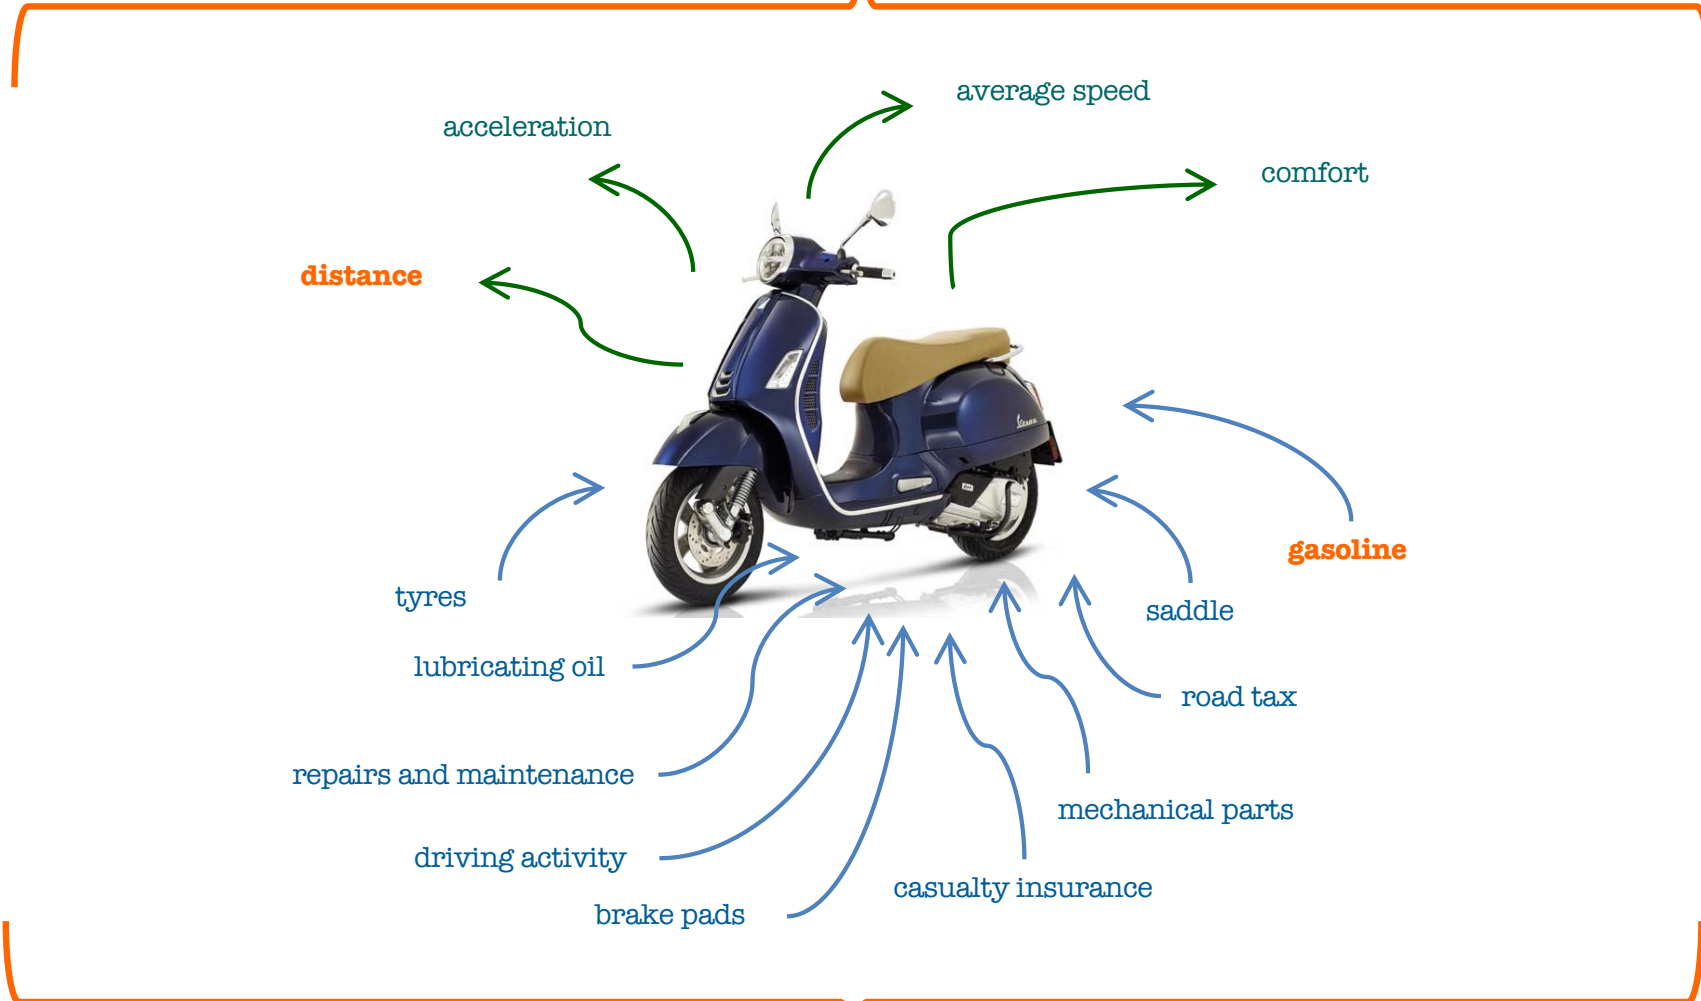 average speed
acceleration
comfort
distance
Vespa
gasoline
tyres
saddle
lubricating oil
road tax
repairs and maintenance
mechanical parts
driving activity
casualty insurance
brake pads